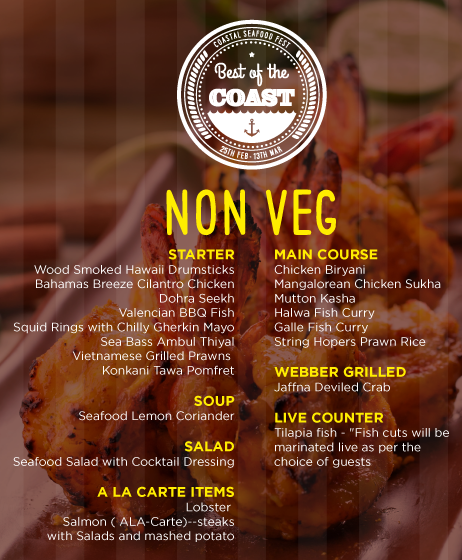 COASTAL SEAFOOD FEST
Best of the
COAST
25TH FEB - 13TH MAR
NON VEG
STARTER
Wood Smoked Hawaii Drumsticks
Bahamas Breeze Cilantro Chicken
Dohra Seekh
Valencian BBQ Fish
Squid Rings with Chilly Gherkin Mayo
Sea Bass Ambul Thiyal
Vietnamese Grilled Prawns
Konkani Tawa Pomfret
SOUP
Seafood Lemon Coriander
SALAD
Seafood Salad with Cocktail Dressing
A LA CARTE ITEMS
Lobster
Salmon ( ALA-Carte)--steaks
with Salads and mashed potato
MAIN COURSE
Chicken Biryani
Mangalorean Chicken Sukha
Mutton Kasha
Halwa Fish Curry
Galle Fish Curry
String Hopers Prawn Rice
WEBBER GRILLED
Jaffna Deviled Crab
LIVE COUNTER
Tilapia fish - "Fish cuts will be
marinated live as per the
choice of guests